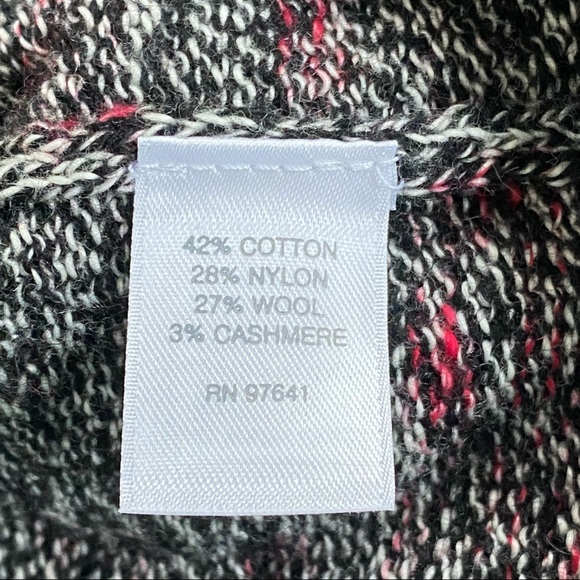 42% COTTON
28% NYLON
27% WOOL
3% CASHMERE
RN 97641